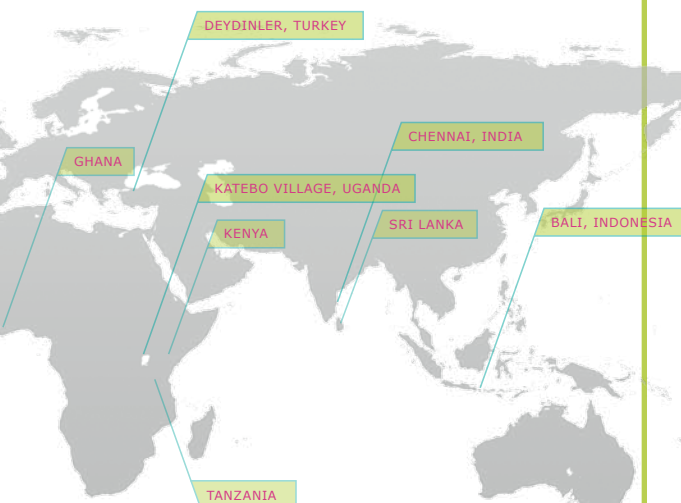 DEYDINLER, TURKEY
CHENNAI, INDIA
GHANA
KATEBO VILLAGE, UGANDA
KENYA
SRI LANKA
BALI, INDONESIA
TANZANIA